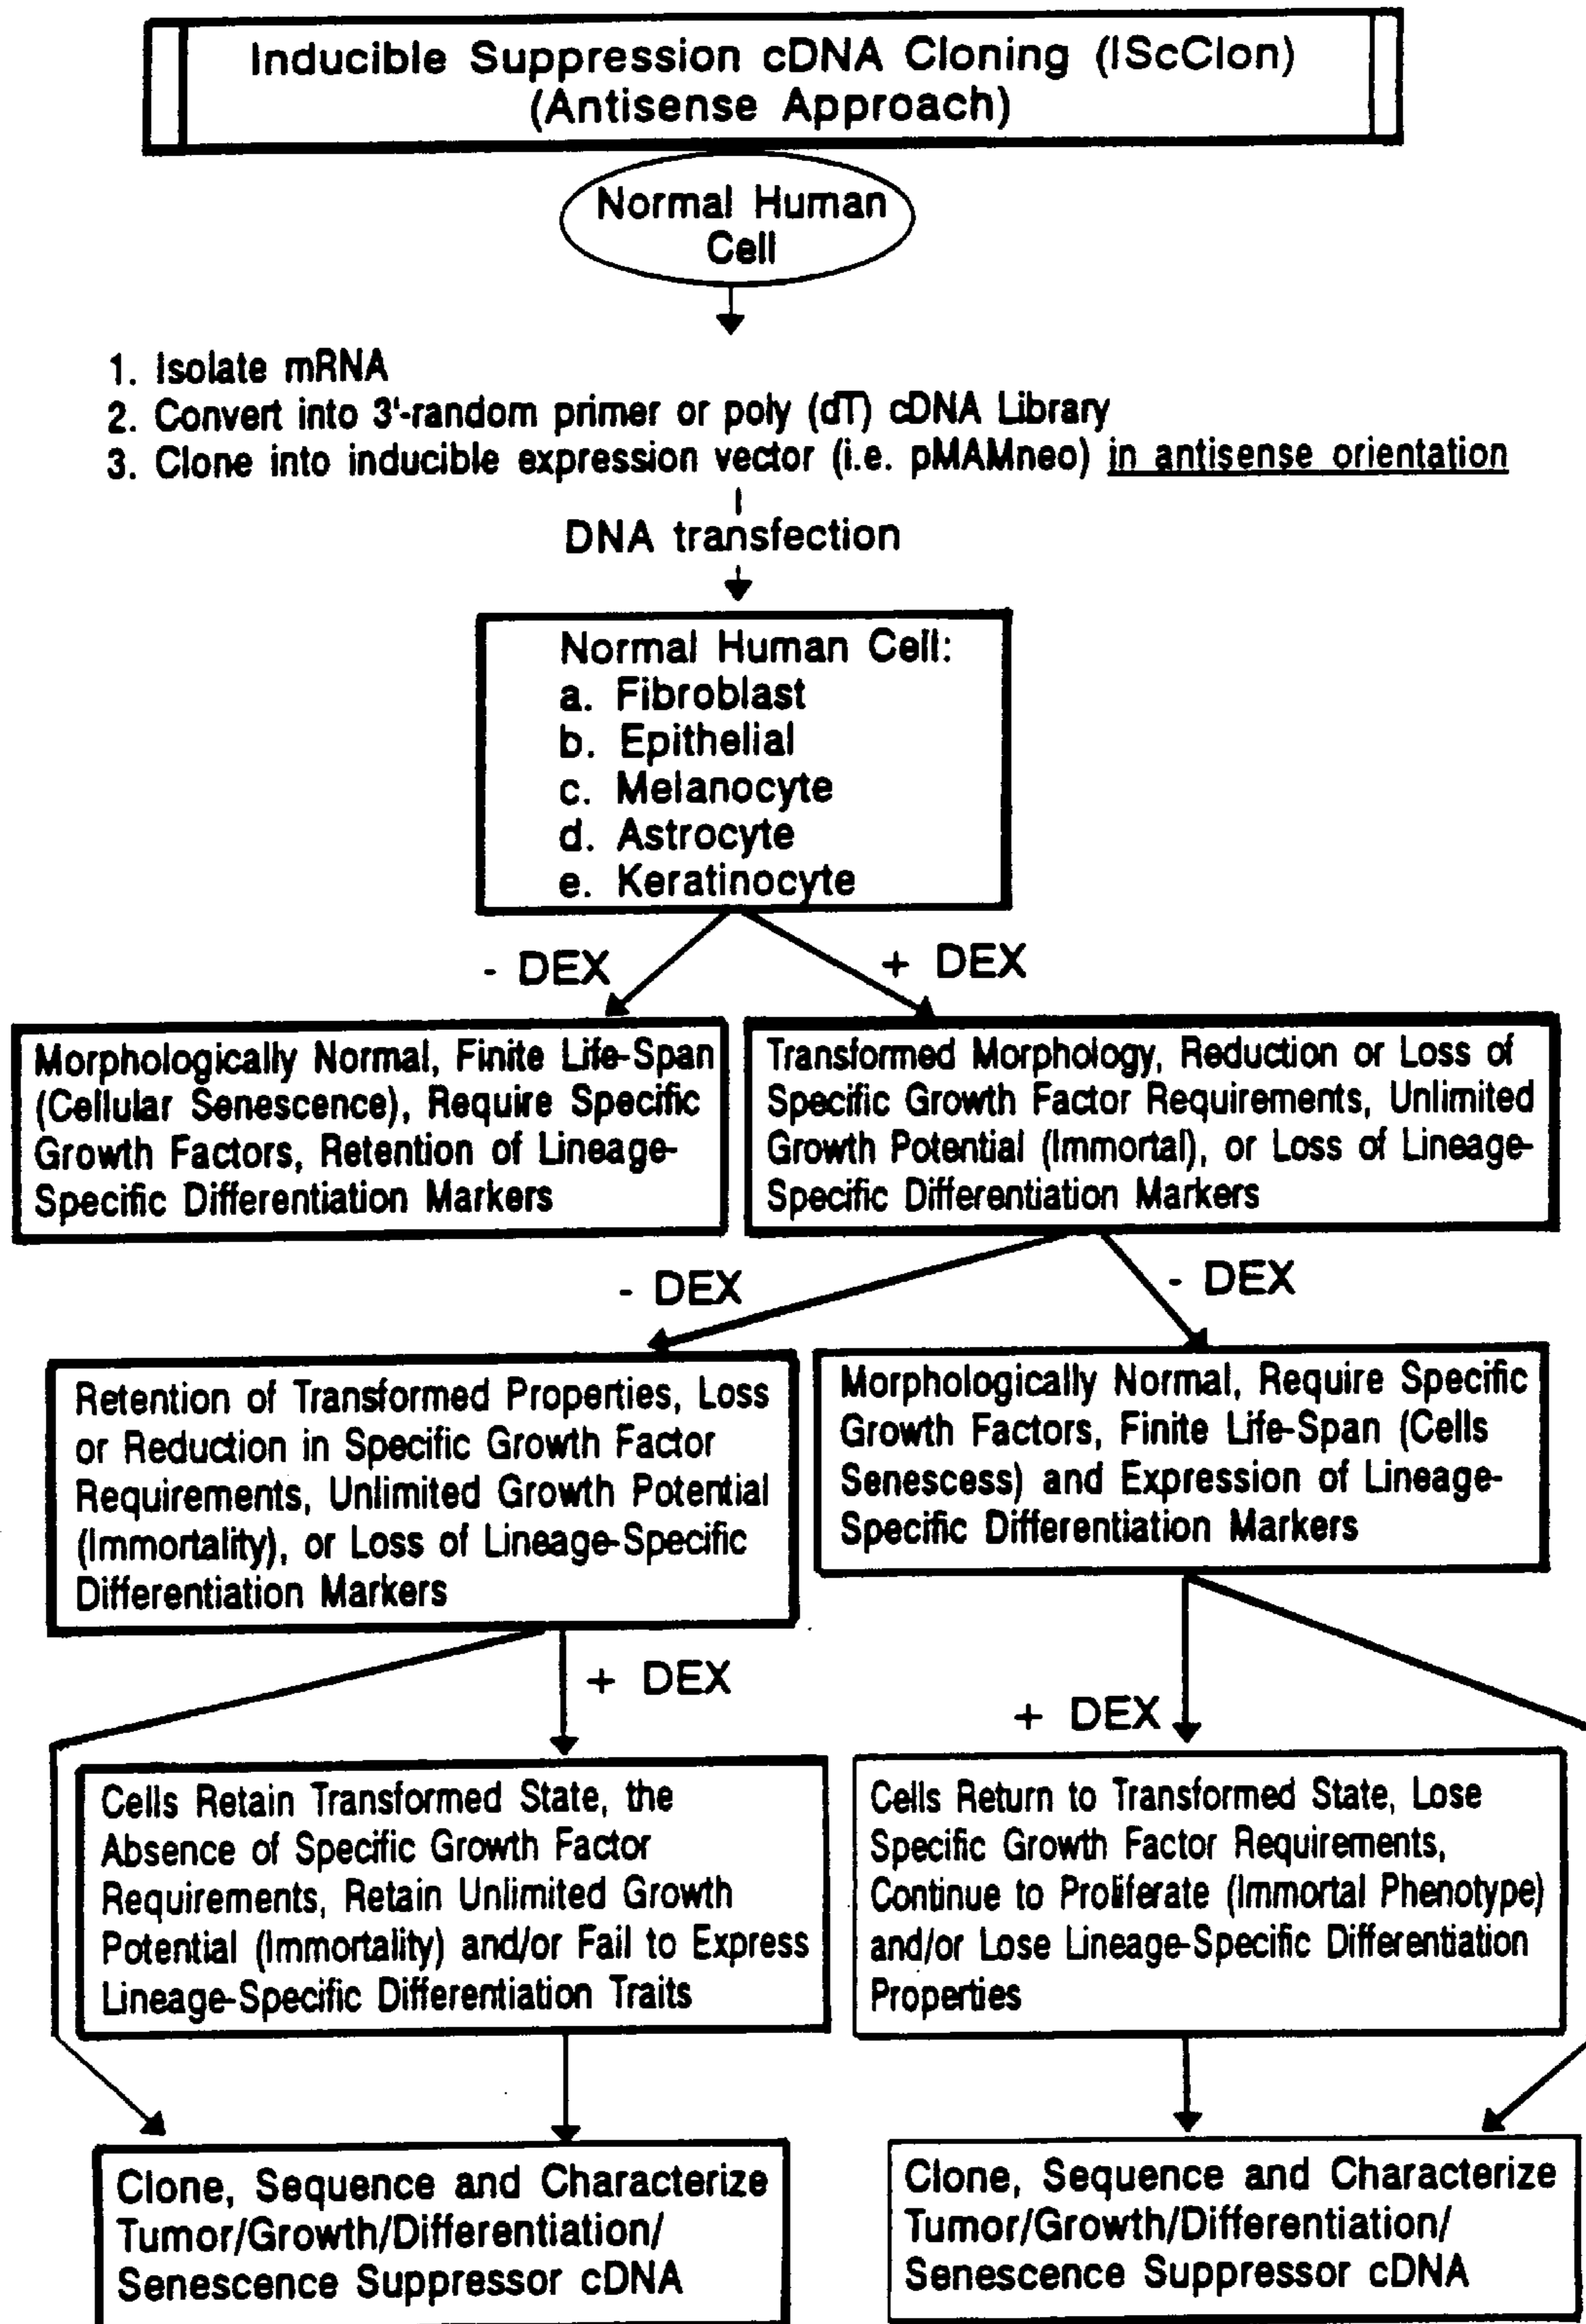 Inducible Suppression cDNA Cloning (IScClon)
(Antisense Approach)
Normal Human
Cell
1. Isolate mRNA
2. Convert into 3'-random primer or poly (dT) cDNA Library
3. Clone into inducible expression vector (i.e. pMAMneo) in antisense orientation
DNA transfection
Normal Human Cell:
a. Fibroblast
b. Epithelial
c. Melanocyte
d. Astrocyte
e. Keratinocyte
- DEX
+ DEX
Morphologically Normal, Finite Life-Span
(Cellular Senescence), Require Specific
Growth Factors, Retention of Lineage-
Specific Differentiation Markers
Transformed Morphology, Reduction or Loss of
Specific Growth Factor Requirements, Unlimited
Growth Potential (Immortal), or Loss of Lineage-
Specific Differentiation Markers
- DEX
- DEX
Retention of Transformed Properties, Loss
or Reduction in Specific Growth Factor
Requirements, Unlimited Growth Potential
(Immortality), or Loss of Lineage-Specific
Differentiation Markers
Morphologically Normal, Require Specific
Growth Factors, Finite Life-Span (Cells
Senescess) and Expression of Lineage-
Specific Differentiation Markers
+ DEX
+ DEX
Cells Retain Transformed State, the
Absence of Specific Growth Factor
Requirements, Retain Unlimited Growth
Potential (Immortality) and/or Fail to Express
Lineage-Specific Differentiation Traits
Cells Return to Transformed State, Lose
Specific Growth Factor Requirements,
Continue to Proliferate (Immortal Phenotype)
and/or Lose Lineage-Specific Differentiation
Properties
Clone, Sequence and Characterize
Tumor/Growth/Differentiation/
Senescence Suppressor cDNA
Clone, Sequence and Characterize
Tumor/Growth/Differentiation/
Senescence Suppressor cDNA